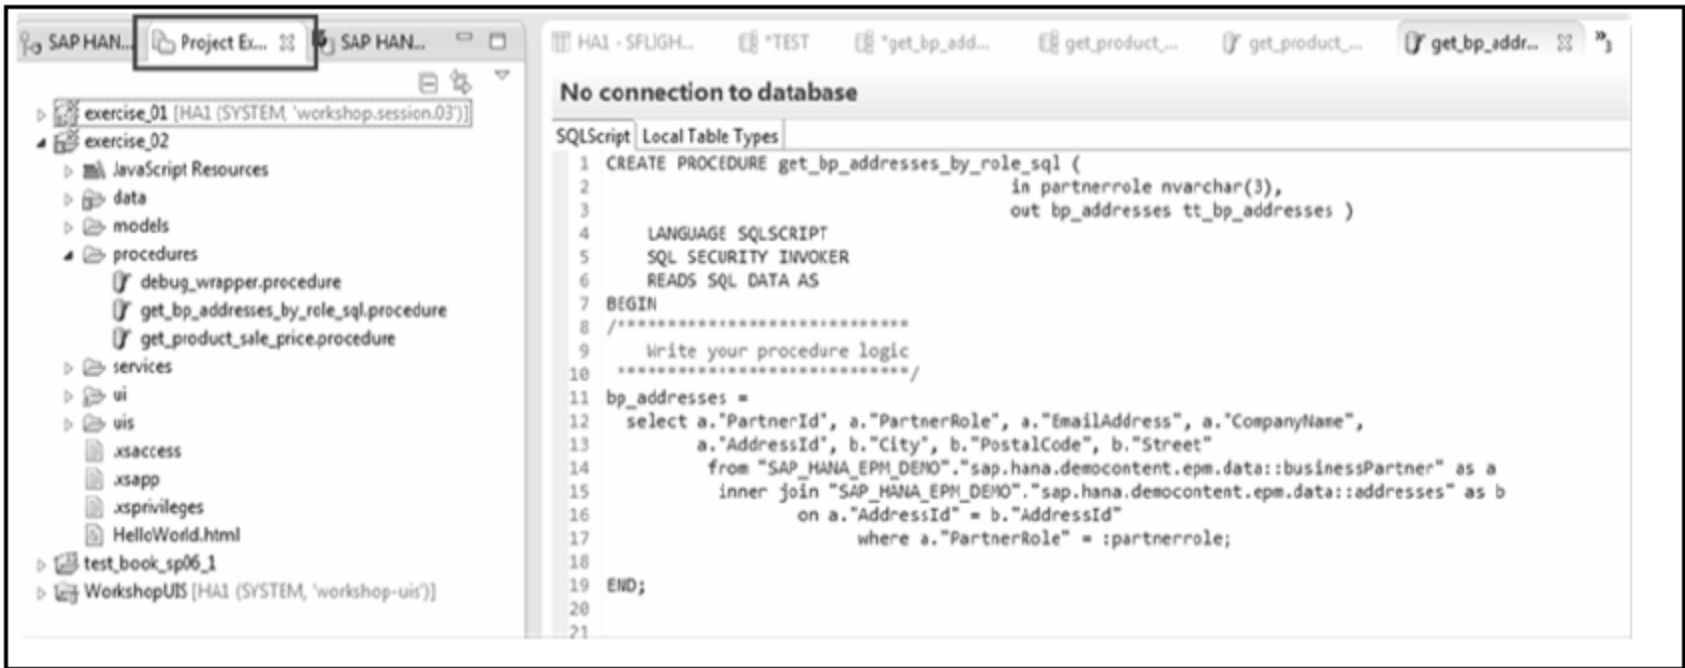 SAP HAN... Project Ex... SAP HAN...
exercise_01 [HA1 (SYSTEM, 'workshop.session.03')]
exercise_02
JavaScript Resources
data
models
procedures
debug_wrapper.procedure
get_bp_addresses_by_role_sql.procedure
get_product_sale_price.procedure
services
ui
uis
.xsaccess
.xsapp
.xsprivileges
HelloWorld.html
test_book_sp06_1
WorkshopUIS [HA1 (SYSTEM, 'workshop-uis')]
HA1 - SFLIGH... *TEST *get_bp_add... get_product_... get_product_... get_bp_addr... »3
No connection to database
SQLScript Local Table Types
1 CREATE PROCEDURE get_bp_addresses_by_role_sql (
2 in partnerrole nvarchar(3),
3 out bp_addresses tt_bp_addresses )
4 LANGUAGE SQLSCRIPT
5 SQL SECURITY INVOKER
6 READS SQL DATA AS
7 BEGIN
8 /*****************************
9 Write your procedure logic
10 *****************************/
11 bp_addresses =
12 select a."PartnerId", a."PartnerRole", a."EmailAddress", a."CompanyName",
13 a."AddressId", b."City", b."PostalCode", b."Street"
14 from "SAP_HANA_EPM_DEMO"."sap.hana.democontent.epm.data::businessPartner" as a
15 inner join "SAP_HANA_EPM_DEMO"."sap.hana.democontent.epm.data::addresses" as b
16 on a."AddressId" = b."AddressId"
17 where a."PartnerRole" = :partnerrole;
18
19 END;
20
21